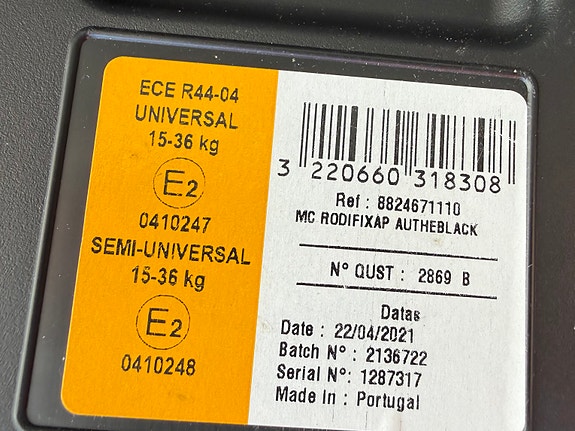 ECE R44-04
UNIVERSAL
15-36 kg
E2
0410247
SEMI-UNIVERSAL
15-36 kg
E2
0410248
3 220660 318308
Ref : 8824671110
MC RODIFIXAP AUTHEBLACK
N° QUST : 2869 B
Datas
Date : 22/04/2021
Batch N° : 2136722
Serial N° : 1287317
Made In : Portugal